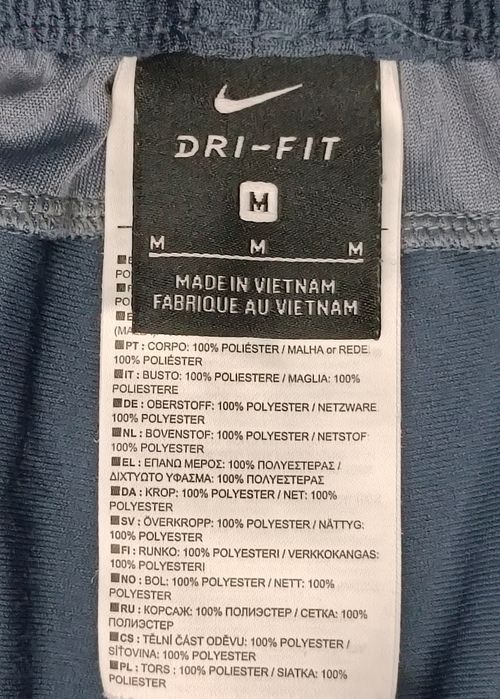 DRI-FIT
M
M M M
MADE IN VIETNAM
FABRIQUE AU VIETNAM
PT : CORPO: 100% POLIÉSTER / MALHA or REDE:
100% POLIÉSTER
IT : BUSTO: 100% POLIESTERE / MAGLIA: 100%
POLIESTERE
DE : OBERSTOFF: 100% POLYESTER / NETZWARE:
100% POLYESTER
NL : BOVENSTOF: 100% POLYESTER / NETSTOF:
100% POLYESTER
EL : ΕΠΑΝΩ ΜΕΡΟΣ: 100% ΠΟΛΥΕΣΤΕΡΑΣ /
ΔΙΧΤΥΩΤΟ ΥΦΑΣΜΑ: 100% ΠΟΛΥΕΣΤΕΡΑΣ
DA : KROP: 100% POLYESTER / NET: 100%
POLYESTER
SV : ÖVERKROPP: 100% POLYESTER / NÄTTYG:
100% POLYESTER
FI : RUNKO: 100% POLYESTERI / VERKKOKANGAS:
100% POLYESTERI
NO : BOL: 100% POLYESTER / NETT: 100%
POLYESTER
RU : КОРСАЖ: 100% ПОЛИЭСТЕР / СЕТКА: 100%
ПОЛИЭСТЕР
CS : TĚLNÍ ČÁST ODĚVU: 100% POLYESTER /
SÍŤOVINA: 100% POLYESTER
PL : TORS : 100% POLYESTER / SIATKA: 100%
POLYESTER